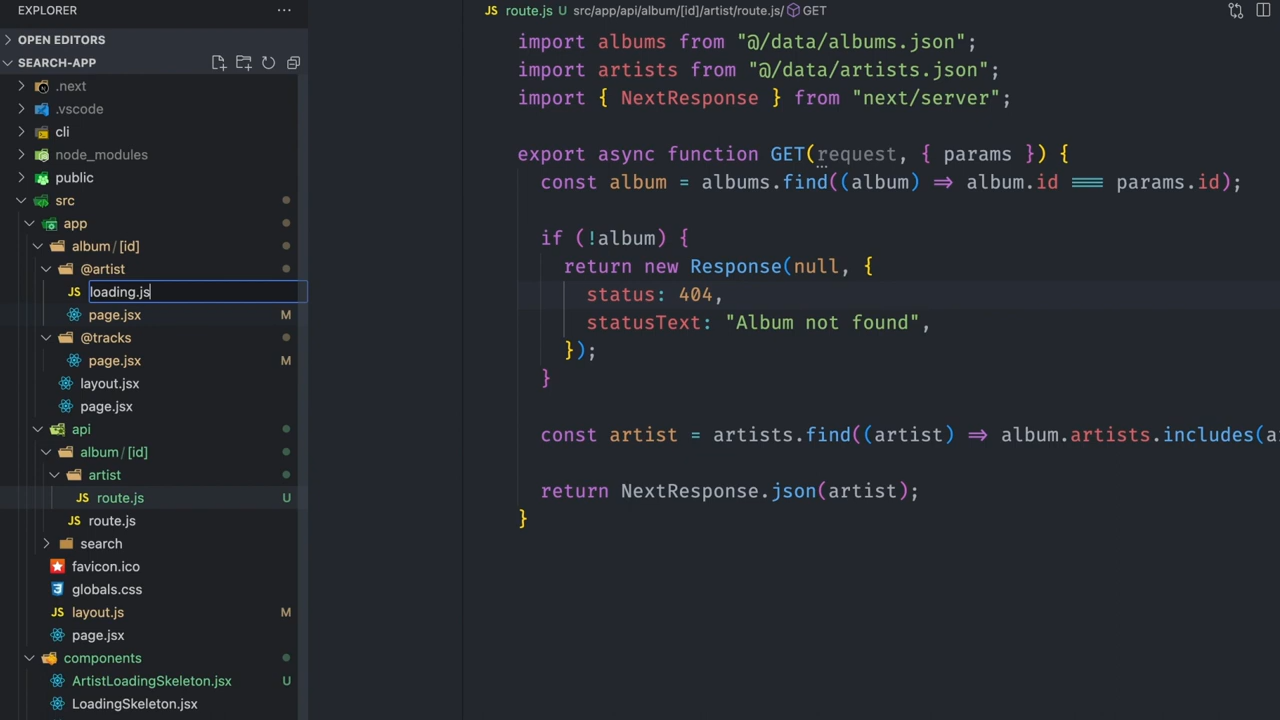 EXPLORER
OPEN EDITORS
SEARCH-APP
.next
.vscode
cli
node_modules
public
src
app
album / [id]
@artist
JS loading.js
page.jsx M
@tracks
page.jsx M
layout.jsx
page.jsx
api
album / [id]
artist
JS route.js U
JS route.js
search
favicon.ico
globals.css
JS layout.js M
page.jsx
components
ArtistLoadingSkeleton.jsx U
LoadingSkeleton.jsx
JS route.js U src/app/api/album/[id]/artist/route.js/ GET
import albums from "@/data/albums.json";
import artists from "@/data/artists.json";
import { NextResponse } from "next/server";
export async function GET(request, { params }) {
const album = albums.find((album) => album.id === params.id);
if (!album) {
return new Response(null, {
status: 404,
statusText: "Album not found",
});
}
const artist = artists.find((artist) => album.artists.includes(
return NextResponse.json(artist);
}